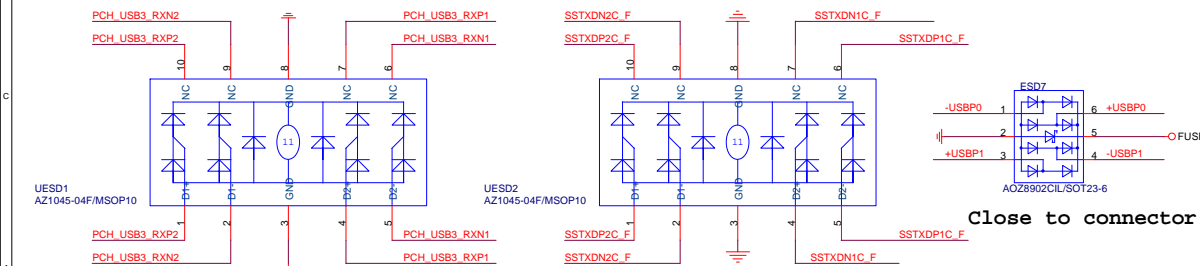 PCH_USB3_RXN2 PCH_USB3_RXP1 SSTXDN2C_F SSTXDN1C_F
PCH_USB3_RXP2 PCH_USB3_RXN1 SSTXDP2C_F SSTXDP1C_F
10 9 8 7 6 10 9 8 7 6
NC NC GND NC NC NC NC GND NC NC
C
ESD7
-USBP0 1 6 +USBP0
2 5
+USBP1 3 4 -USBP1
11 11
UESD1 UESD2
AZ1045-04F/MSOP10 AZ1045-04F/MSOP10
AOZ8902CIL/SOT23-6
D1+ D1- GND D2+ D2- D1+ D1- GND D2+ D2-
1 2 3 4 5 1 2 3 4 5
Close to connector
PCH_USB3_RXP2 PCH_USB3_RXN1 SSTXDP2C_F SSTXDP1C_F
PCH_USB3_RXN2 PCH_USB3_RXP1 SSTXDN2C_F SSTXDN1C_F